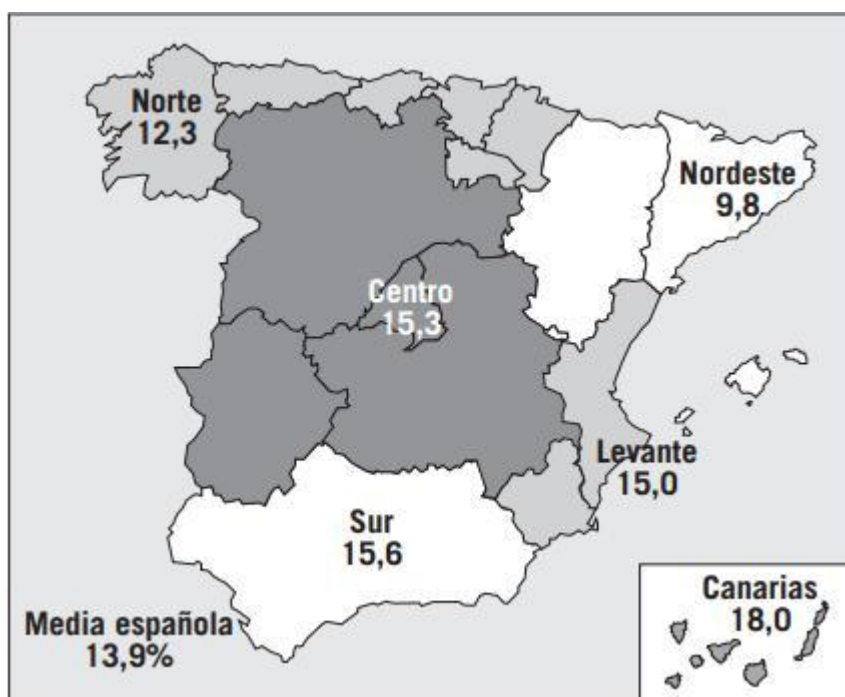 Norte
12,3
Nordeste
9,8
Centro
15,3
Levante
15,0
Sur
15,6
Canarias
18,0
Media española
13,9%